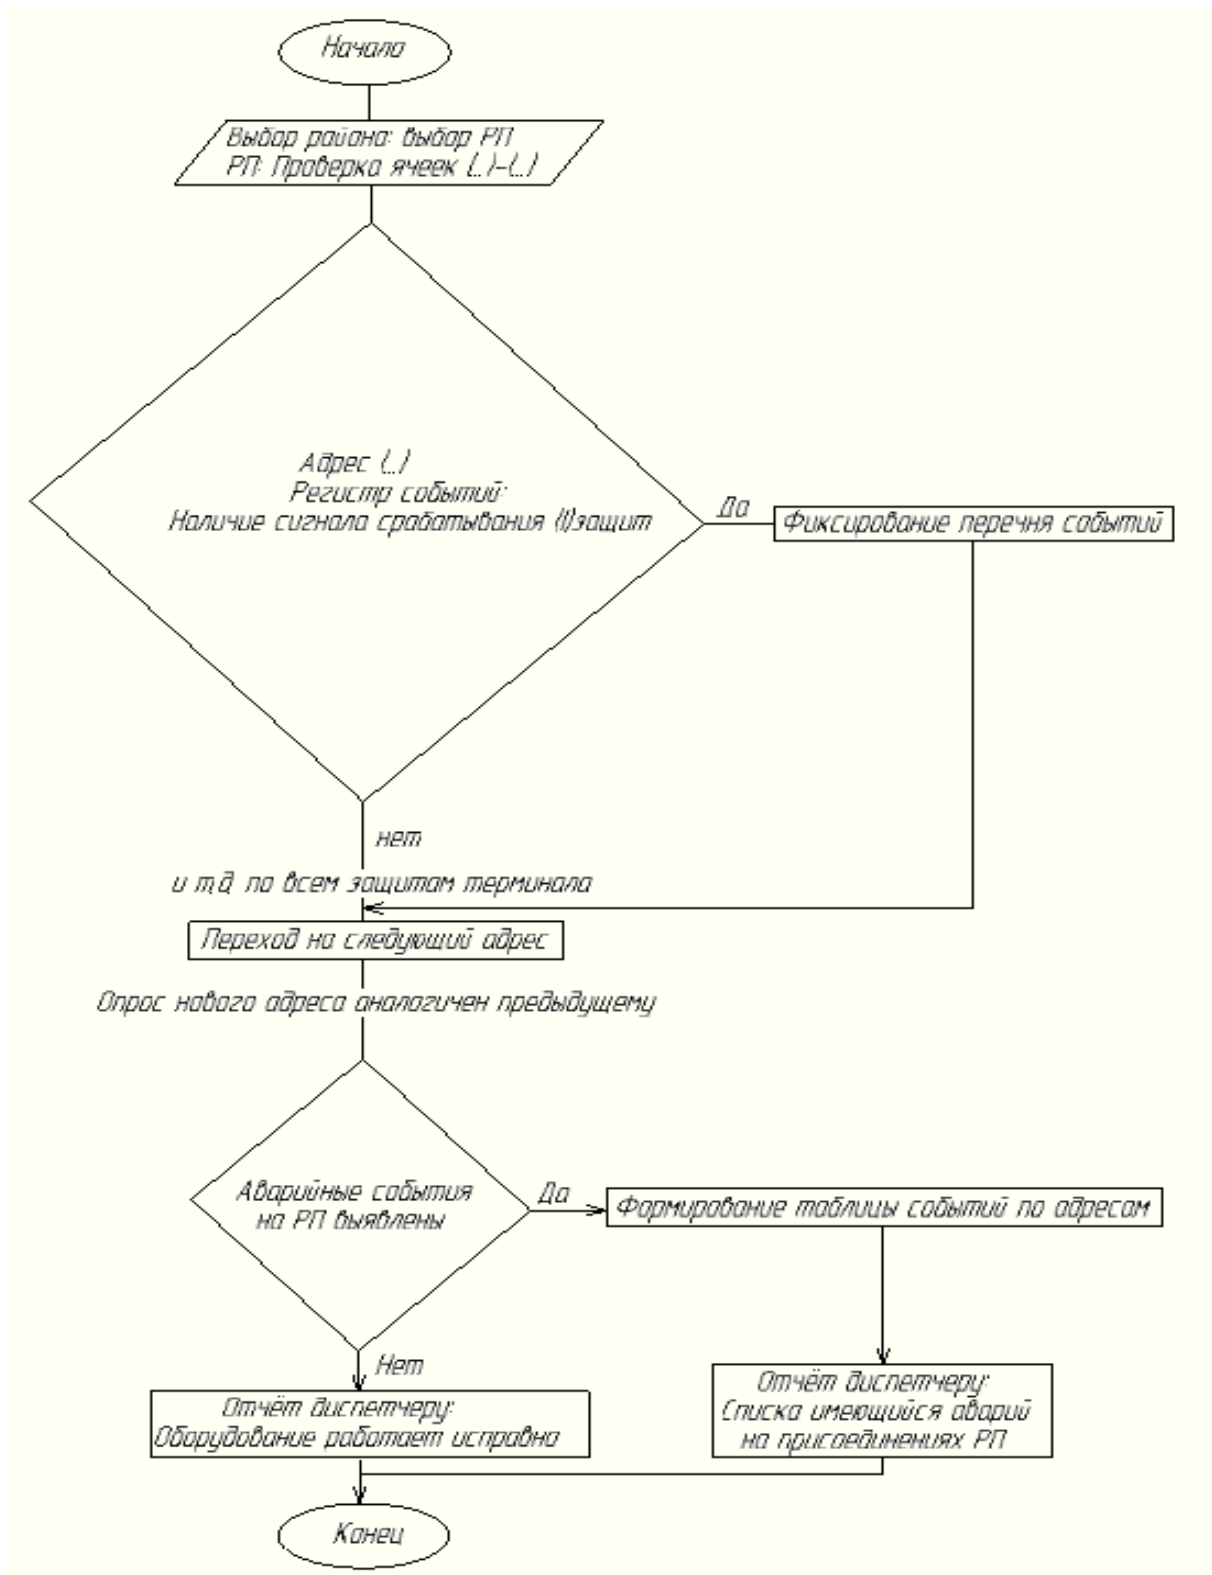 Начало
Выбор района: выбор РП
РП: Проверка ячеек (...)-(...)
Адрес (...)
Регистр событий:
Наличие сигнала срабатывания (1)защит
Да
Фиксирование перечня событий
нет
и т.д. по всем защитам терминала
Переход на следующий адрес
Опрос нового адреса аналогичен предыдущему
Аварийные события
на РП выявлены
Да
Формирование таблицы событий по адресам
Нет
Отчёт диспетчеру:
Оборудование работает исправно
Отчёт диспетчеру:
Списка имеющийся аварий
на присоединениях РП
Конец